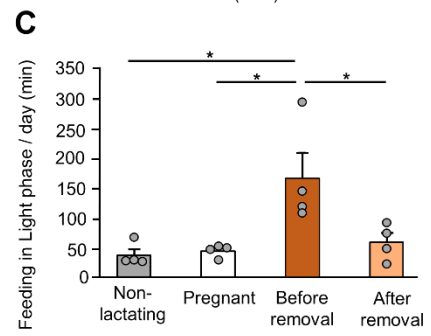 C
Feeding in Light phase / day (min)
350
300
250
200
150
100
50
0
*
*
*
Non-
lactating
Pregnant
Before
removal
After
removal